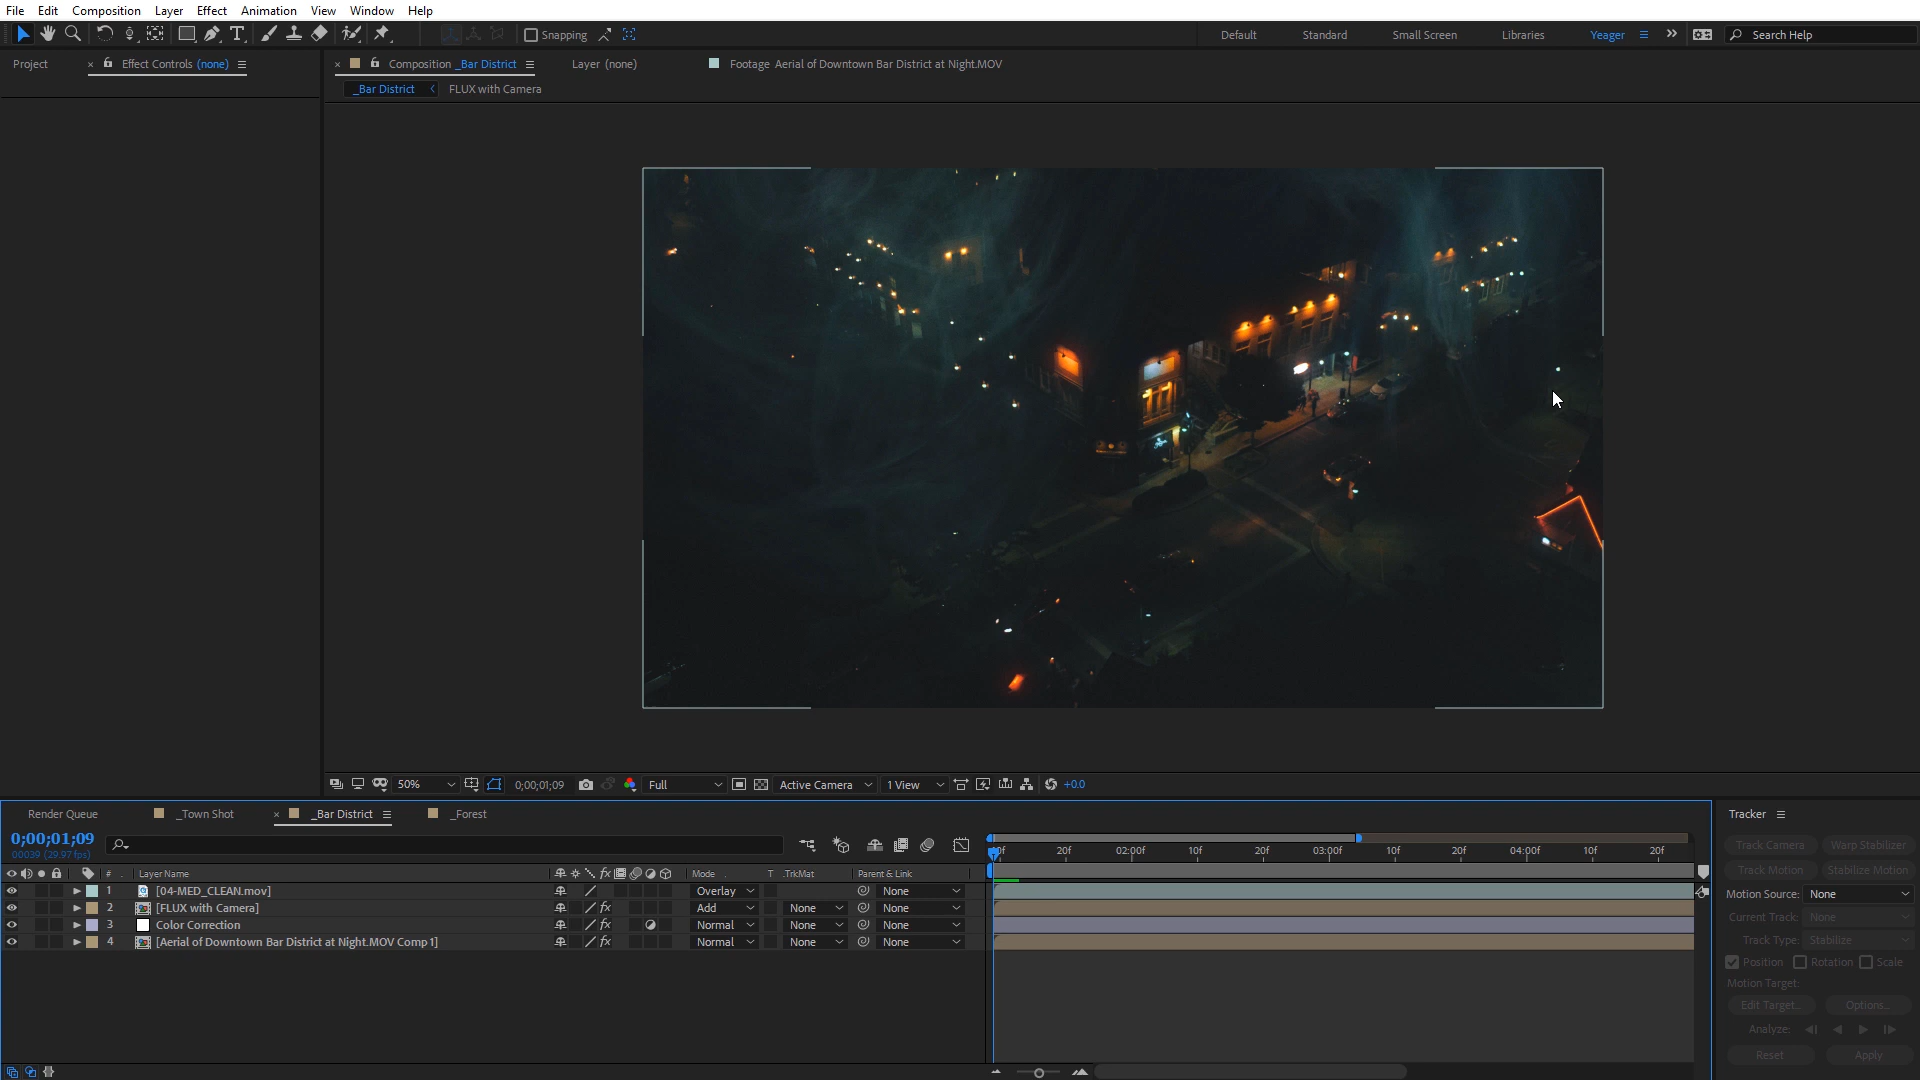 File Edit Composition Layer Effect Animation View Window Help
Snapping Default Standard Small Screen Libraries Yeager Search Help
Project Effect Controls (none) Composition _Bar District Layer (none) Footage Aerial of Downtown Bar District at Night.MOV
_Bar District FLUX with Camera
50% 0;00;01;09 Full Active Camera 1 View +0.0
Render Queue _Town Shot _Bar District _Forest Tracker
0;00;01;09
00039 (29.97 fps)
20f 02:00f 10f 20f 03:00f 10f 20f 04:00f 10f 20f
Track Camera Warp Stabilizer
Track Motion Stabilize Motion
# Layer Name Mode T .TrkMat Parent & Link
1 [04-MED_CLEAN.mov] Overlay None
Motion Source: None
2 [FLUX with Camera] Add None None
Current Track: None
3 Color Correction Normal None None
Track Type: Stabilize
4 [Aerial of Downtown Bar District at Night.MOV Comp 1] Normal None None
Position Rotation Scale
Motion Target:
Edit Target... Options...
Analyze:
Reset Apply